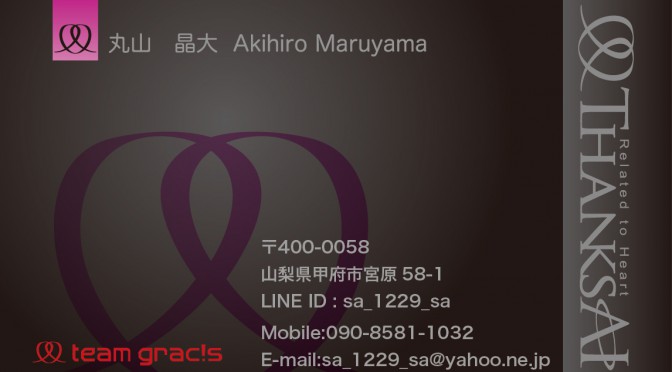 丸山　晶大 Akihiro Maruyama
〒400-0058
山梨県甲府市宮原 58-1
LINE ID : sa_1229_sa
Mobile:090-8581-1032
E-mail:sa_1229_sa@yahoo.ne.jp
team grac!s
THANKSAI
Related to Heart